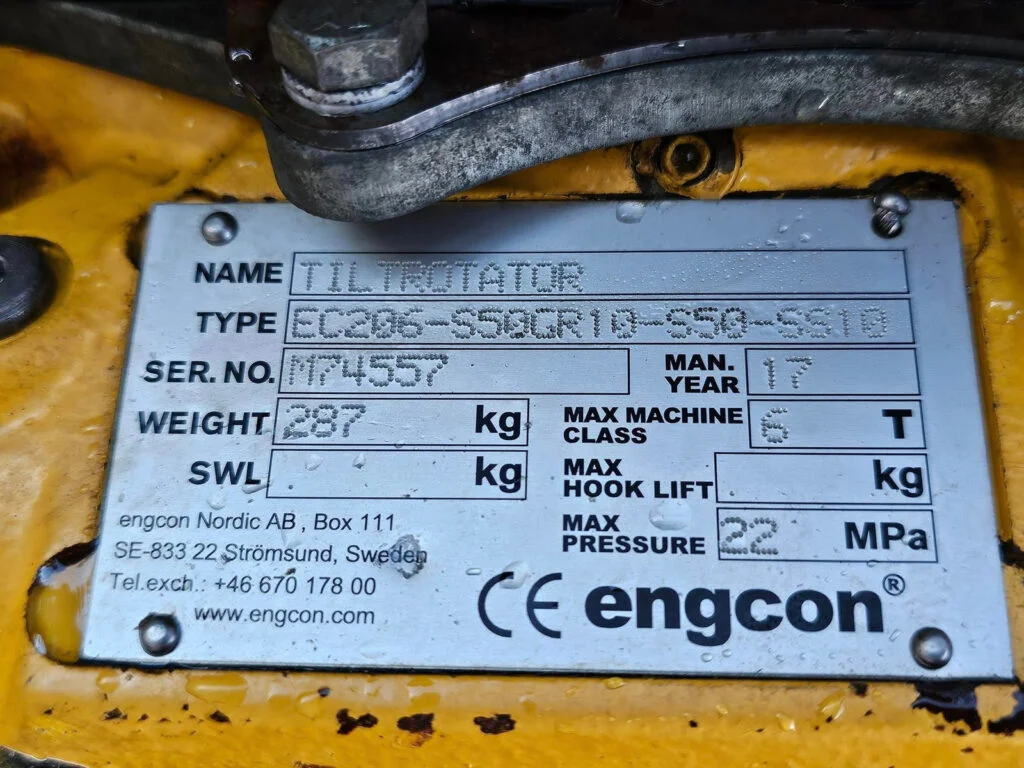 NAME TILTROTATOR
TYPE EC206-S50GR10-S50-SS10
SER. NO. M74557 MAN. YEAR 17
WEIGHT 287 kg MAX MACHINE CLASS 6 T
SWL kg MAX HOOK LIFT kg
MAX PRESSURE 22 MPa
engcon Nordic AB, Box 111
SE-833 22 Strömsund, Sweden
Tel.exch.: +46 670 178 00
www.engcon.com
CE engcon®